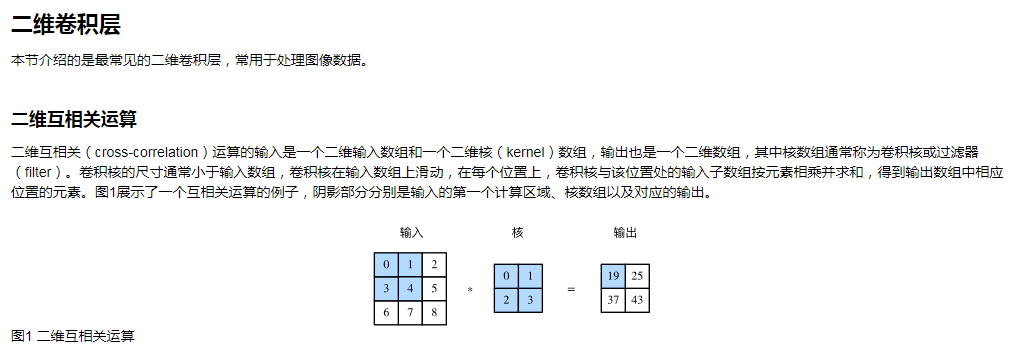 二维卷积层
本节介绍的是最常见的二维卷积层，常用于处理图像数据。
二维互相关运算
二维互相关（cross-correlation）运算的输入是一个二维输入数组和一个二维核（kernel）数组，输出也是一个二维数组，其中核数组通常称为卷积核或过滤器
（filter）。卷积核的尺寸通常小于输入数组，卷积核在输入数组上滑动，在每个位置上，卷积核与该位置处的输入子数组按元素相乘并求和，得到输出数组中相应
位置的元素。图1展示了一个互相关运算的例子，阴影部分分别是输入的第一个计算区域、核数组以及对应的输出。
输入 核 输出
0 1 2
3 4 5
6 7 8
*
0 1
2 3
=
19 25
37 43
图1 二维互相关运算